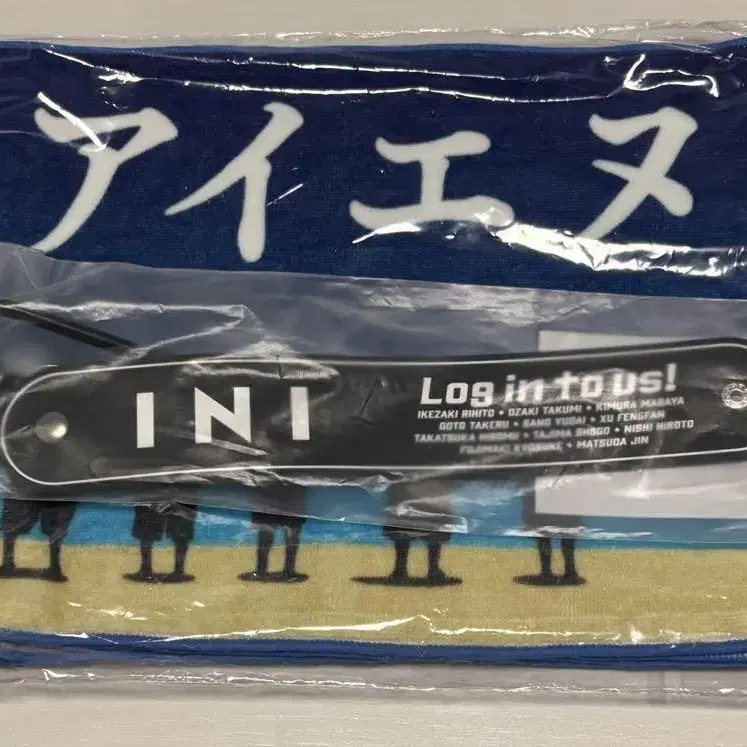 アイエヌ
INI
Log in to us!
IKEZAKI RIHITO • OZAKI TAKUMI • KIMURA MASAYA
GOTO TAKERU • SANO YUDAI • XU FENGFAN
TAKATSUKA HIROMU • TAJIMA SHOGO • NISHI HIROTO
FUJIMAKI KYOSUKE • MATSUDA JIN